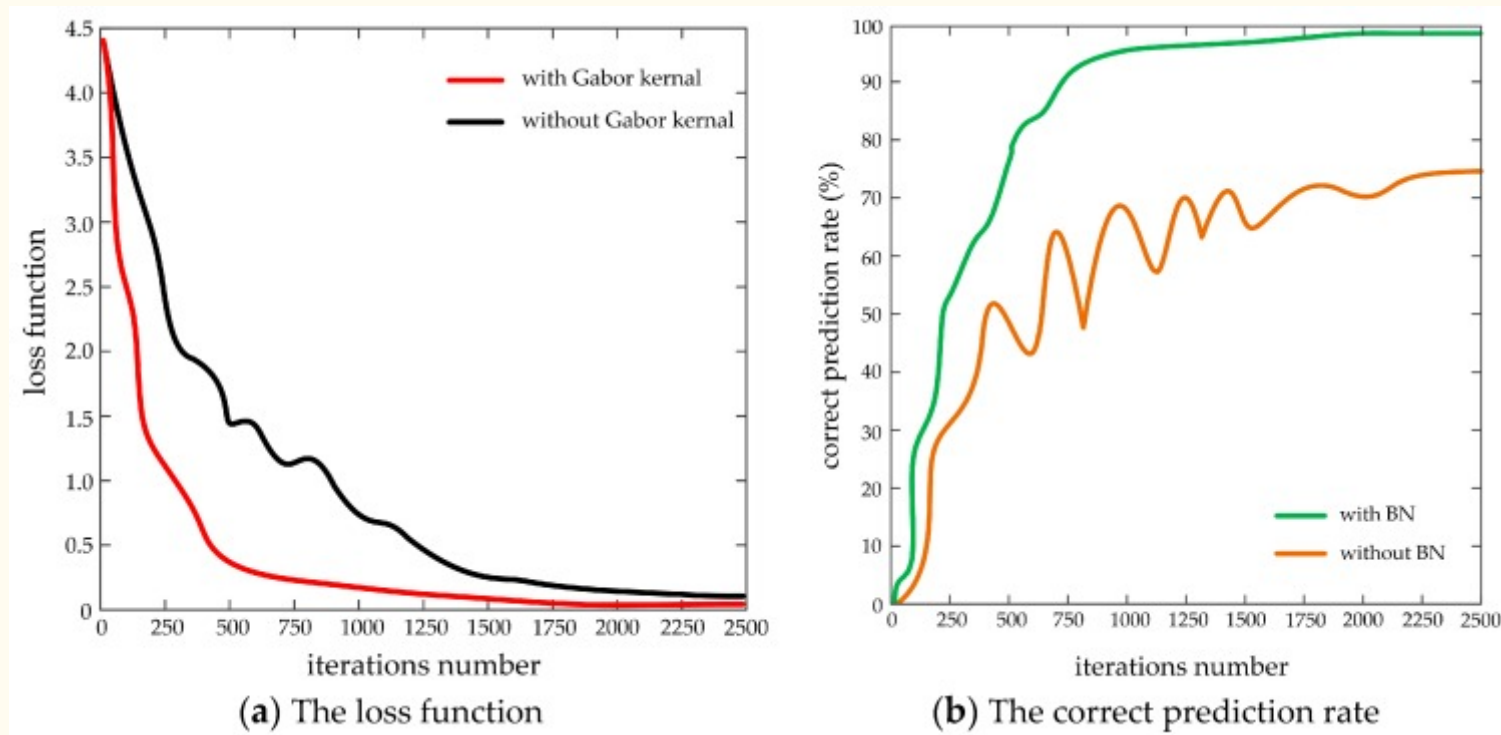 4.5
4.0
3.5
3.0
2.5
2.0
1.5
1.0
0.5
0
loss function
with Gabor kernal
without Gabor kernal
0 250 500 750 1000 1250 1500 1750 2000 2250 2500
iterations number
(a) The loss function
100
90
80
70
60
50
40
30
20
10
0
correct prediction rate (%)
with BN
without BN
0 250 500 750 1000 1250 1500 1750 2000 2250 2500
iterations number
(b) The correct prediction rate